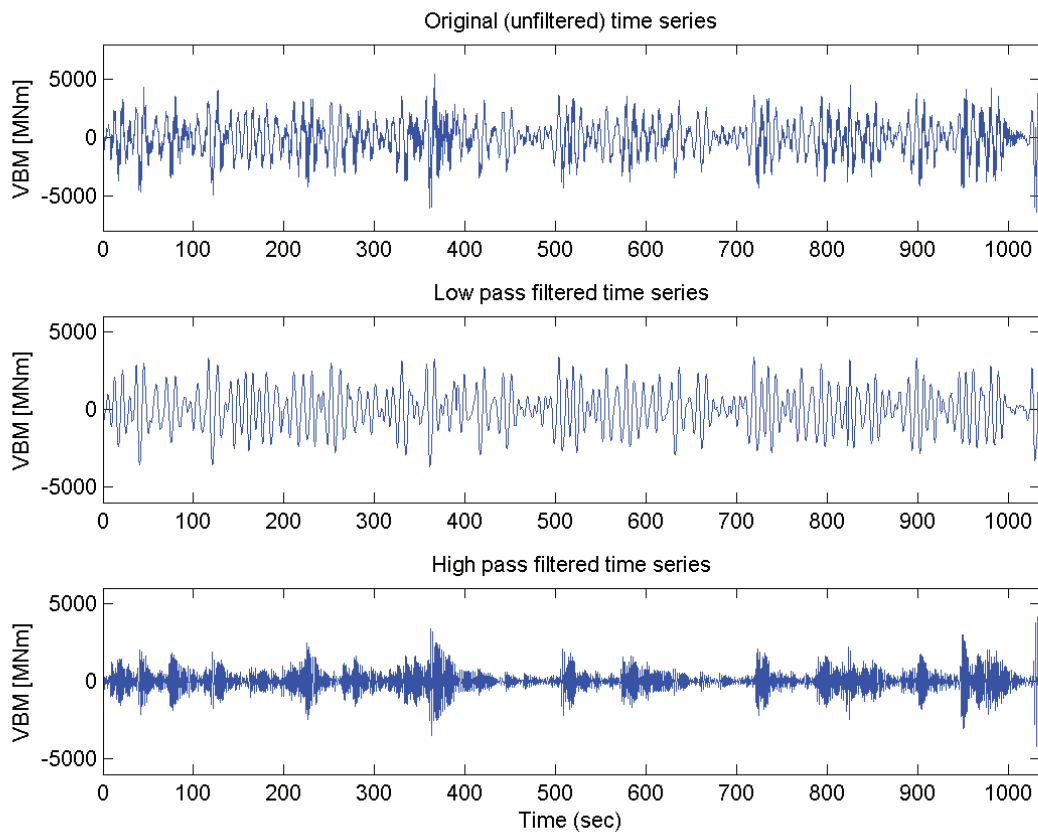 Original (unfiltered) time series
VBM [MNm]
5000
0
-5000
0 100 200 300 400 500 600 700 800 900 1000
Low pass filtered time series
VBM [MNm]
5000
0
-5000
0 100 200 300 400 500 600 700 800 900 1000
High pass filtered time series
VBM [MNm]
5000
0
-5000
0 100 200 300 400 500 600 700 800 900 1000
Time (sec)